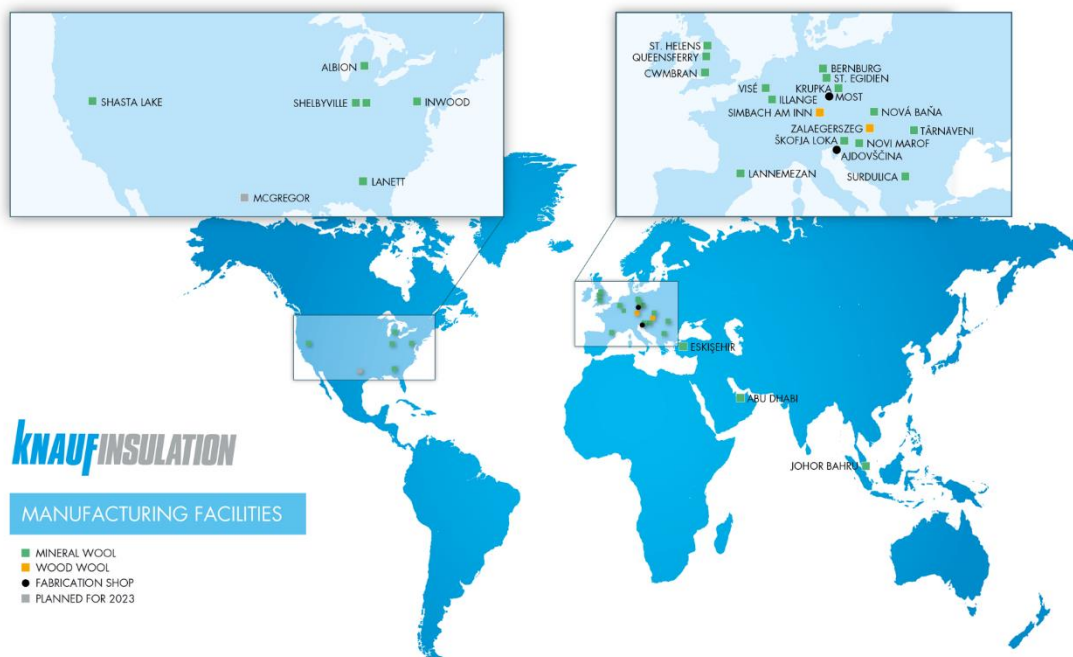 ALBION
SHASTA LAKE
SHELBYVILLE
INWOOD
LANETT
MCGREGOR
ST. HELENS
QUEENSFERRY
CWMBRAN
BERNBURG
ST. EGIDIEN
VISÉ
KRUPKA
ILLANGE
MOST
SIMBACH AM INN
NOVÁ BAŇA
ZALAEGERSZEG
TÂRNĂVENI
ŠKOFJA LOKA
NOVI MAROF
AJDOVŠČINA
LANNEMEZAN
SURDULICA
ESKIŞEHIR
ABU DHABI
JOHOR BAHRU
KNAUFINSULATION
MANUFACTURING FACILITIES
MINERAL WOOL
WOOD WOOL
FABRICATION SHOP
PLANNED FOR 2023